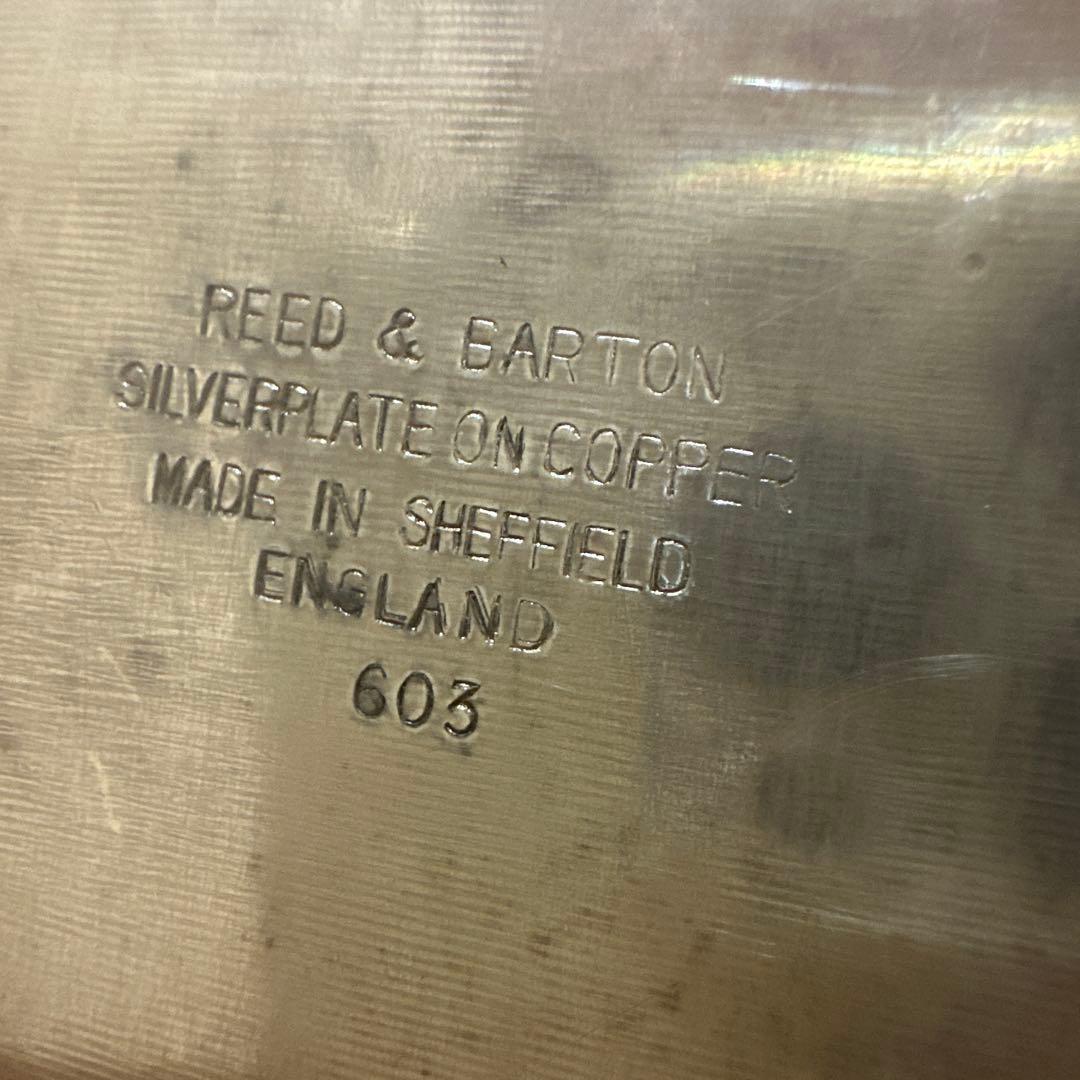 REED & BARTON
SILVERPLATE ON COPPER
MADE IN SHEFFIELD
ENGLAND
603